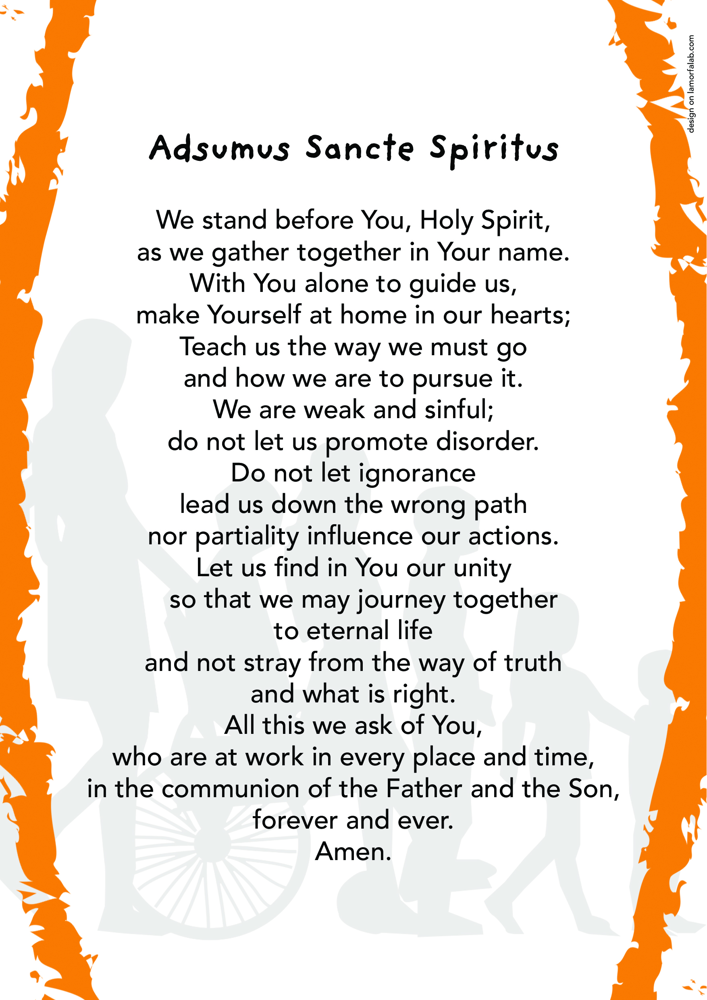 design on lamorfalab.com
Adsumus Sancte Spiritus
We stand before You, Holy Spirit,
as we gather together in Your name.
With You alone to guide us,
make Yourself at home in our hearts;
Teach us the way we must go
and how we are to pursue it.
We are weak and sinful;
do not let us promote disorder.
Do not let ignorance
lead us down the wrong path
nor partiality influence our actions.
Let us find in You our unity
so that we may journey together
to eternal life
and not stray from the way of truth
and what is right.
All this we ask of You,
who are at work in every place and time,
in the communion of the Father and the Son,
forever and ever.
Amen.